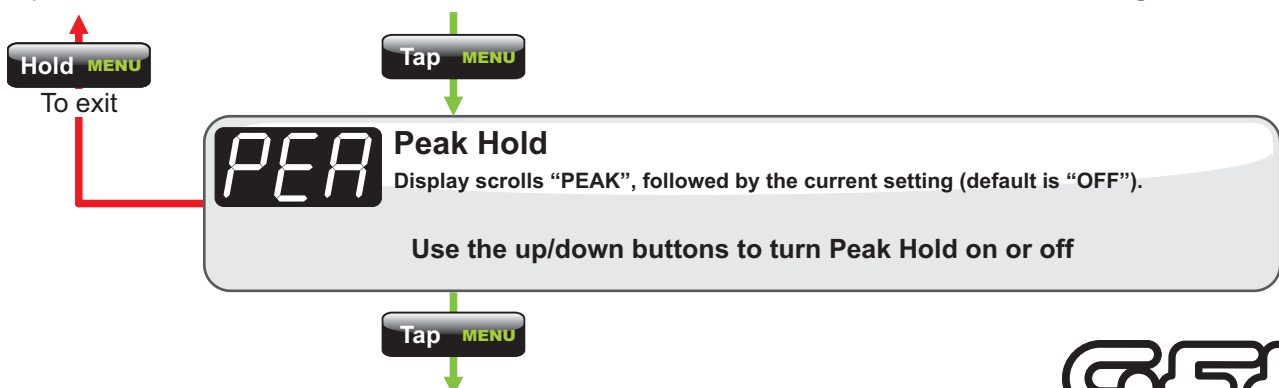 Tap MENU
Hold MENU
To exit
PEA
Peak Hold
Display scrolls “PEAK”, followed by the current setting (default is “OFF”).
Use the up/down buttons to turn Peak Hold on or off
Tap MENU